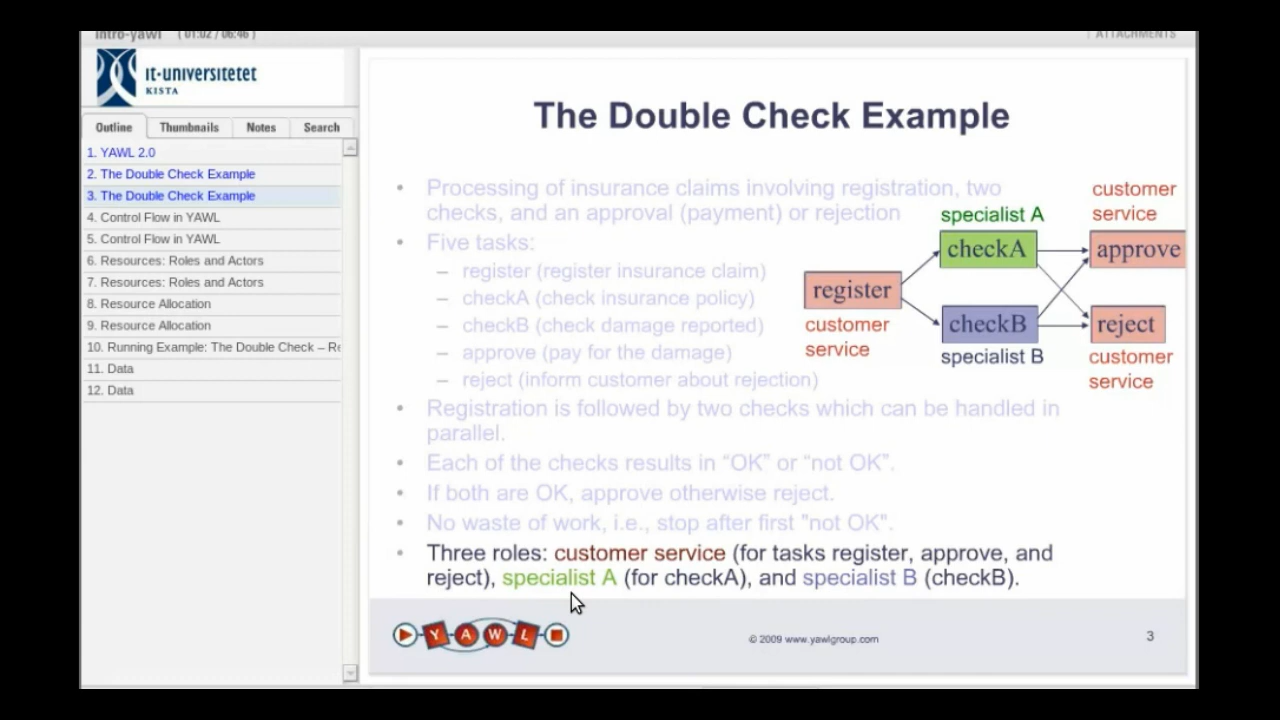 intro-yawl ( 01:02 / 06:46 )
ATTACHMENTS
IT-UNIVERSITETET
KISTA
Outline Thumbnails Notes Search
1. YAWL 2.0
2. The Double Check Example
3. The Double Check Example
4. Control Flow in YAWL
5. Control Flow in YAWL
6. Resources: Roles and Actors
7. Resources: Roles and Actors
8. Resource Allocation
9. Resource Allocation
10. Running Example: The Double Check – Re
11. Data
12. Data
The Double Check Example
• Processing of insurance claims involving registration, two
checks, and an approval (payment) or rejection
• Five tasks:
– register (register insurance claim)
– checkA (check insurance policy)
– checkB (check damage reported)
– approve (pay for the damage)
– reject (inform customer about rejection)
• Registration is followed by two checks which can be handled in
parallel.
• Each of the checks results in “OK” or “not OK”.
• If both are OK, approve otherwise reject.
• No waste of work, i.e., stop after first "not OK".
• Three roles: customer service (for tasks register, approve, and
reject), specialist A (for checkA), and specialist B (checkB).
customer
service
specialist A
checkA
approve
register
customer
service
checkB
specialist B
reject
customer
service
YAWL
© 2009 www.yawlgroup.com
3